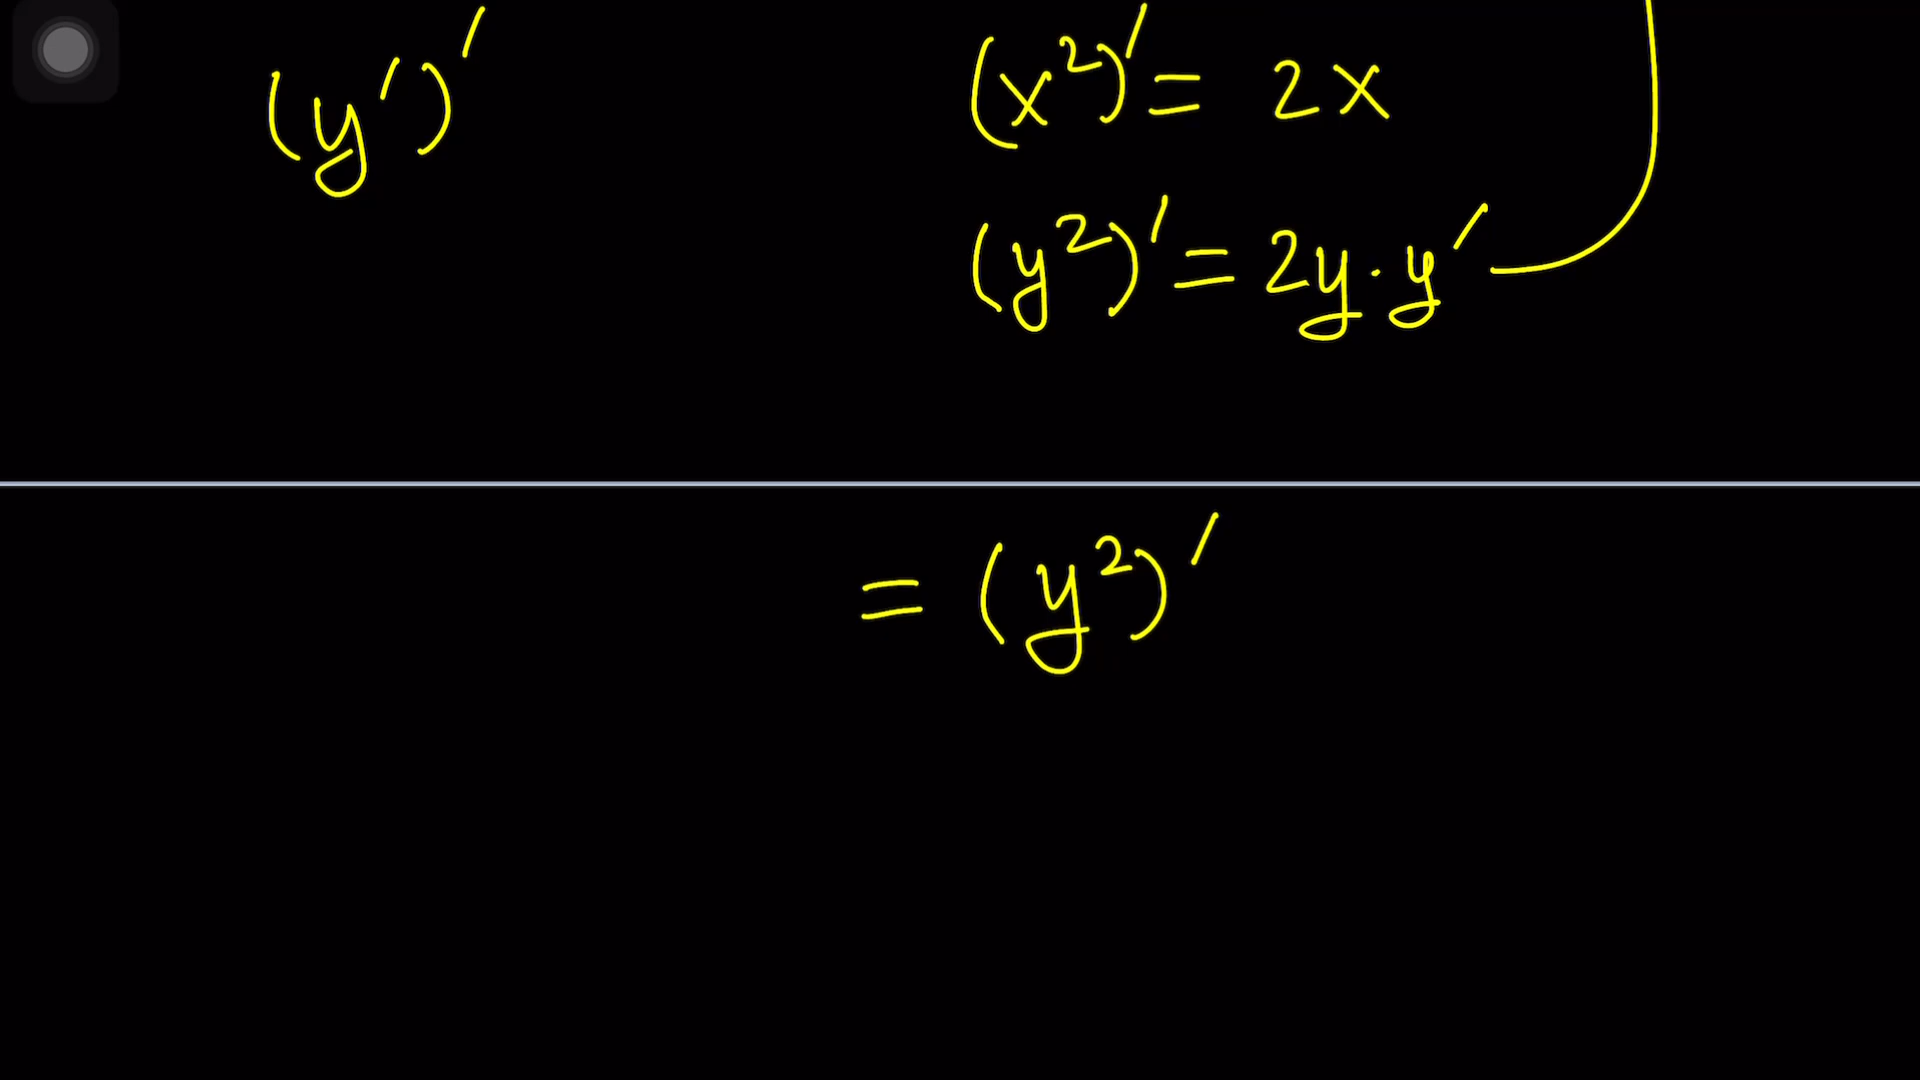 (y')'
(x²)' = 2x
(y²)' = 2y·y'
= (y²)'